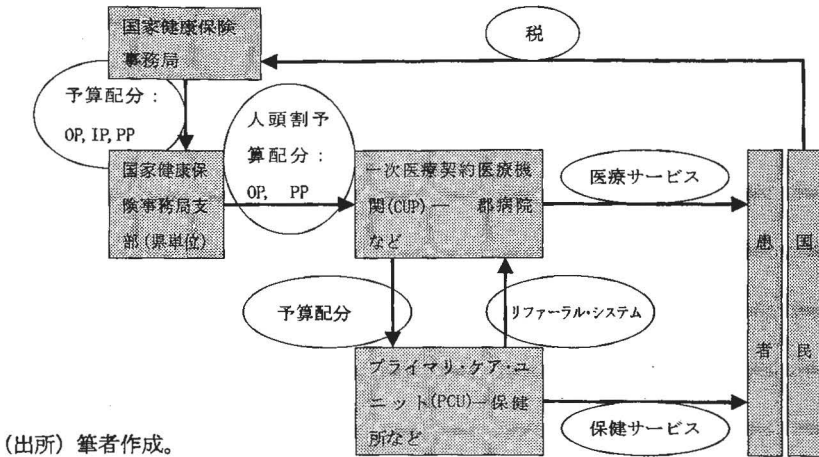 国家健康保険
事務局
税
予算配分：
OP, IP, PP
人頭割予
算配分：
OP,　PP
国家健康保
険事務局支
部(県単位)
一次医療契約医療機
関(CUP)―　郡病院
など
医療サービス
患者
国民
予算配分
リファーラル・システム
プライマリ・ケア・ユ
ニット(PCU)―保健
所など
保健サービス
(出所) 筆者作成。